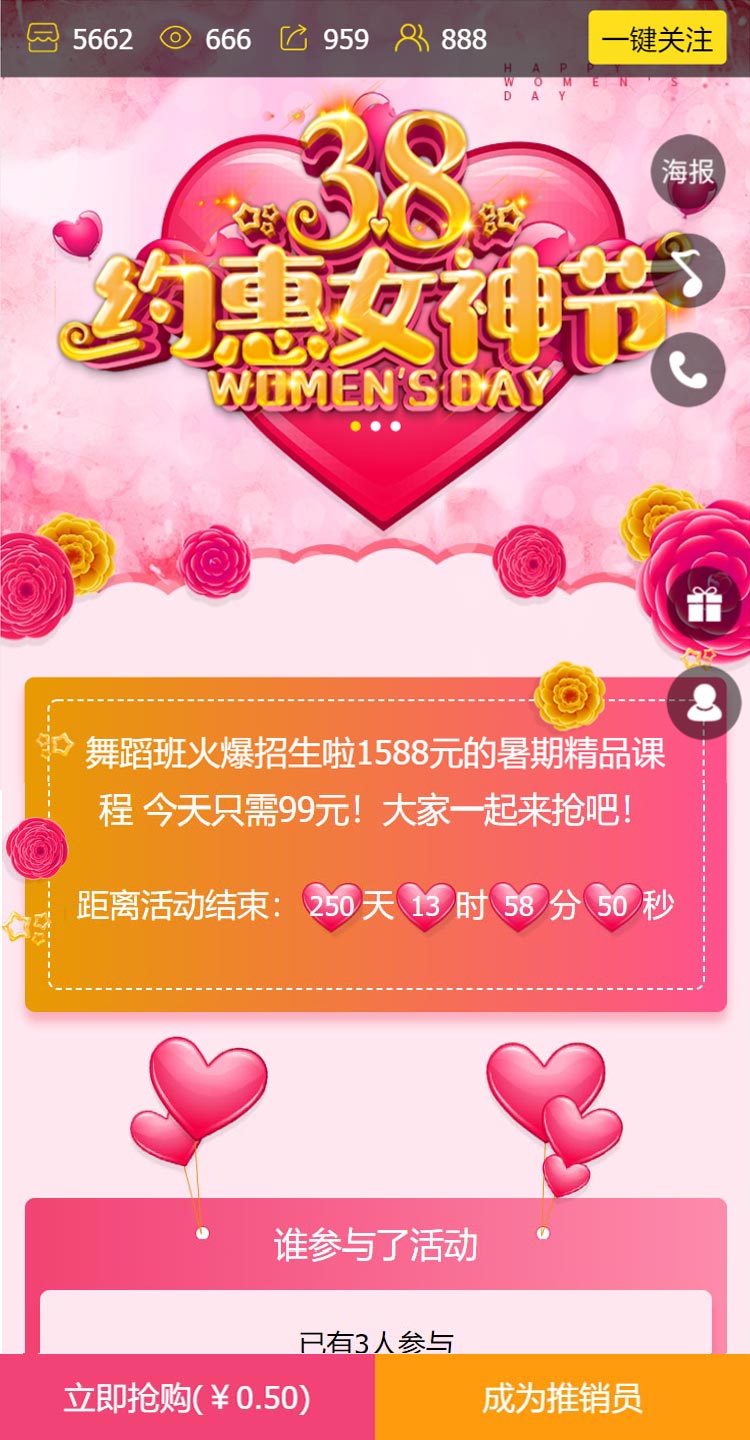 5662 666 959 888 一键关注
HAPPY
WOMEN'S
DAY
海报
38
约惠女神节
WOMEN'S DAY
舞蹈班火爆招生啦1588元的暑期精品课
程 今天只需99元！大家一起来抢吧！
距离活动结束：250天13时58分50秒
谁参与了活动
已有3人参与
立即抢购(￥0.50) 成为推销员